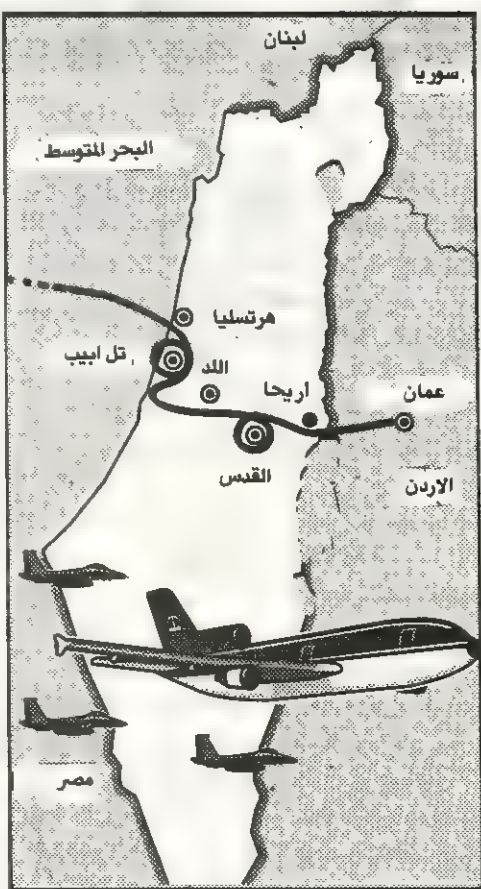 لبنان
سوريا
البحر المتوسط
هرتسليا
تل ابيب
اللد
اريحا
عمان
القدس
الاردن
مصر